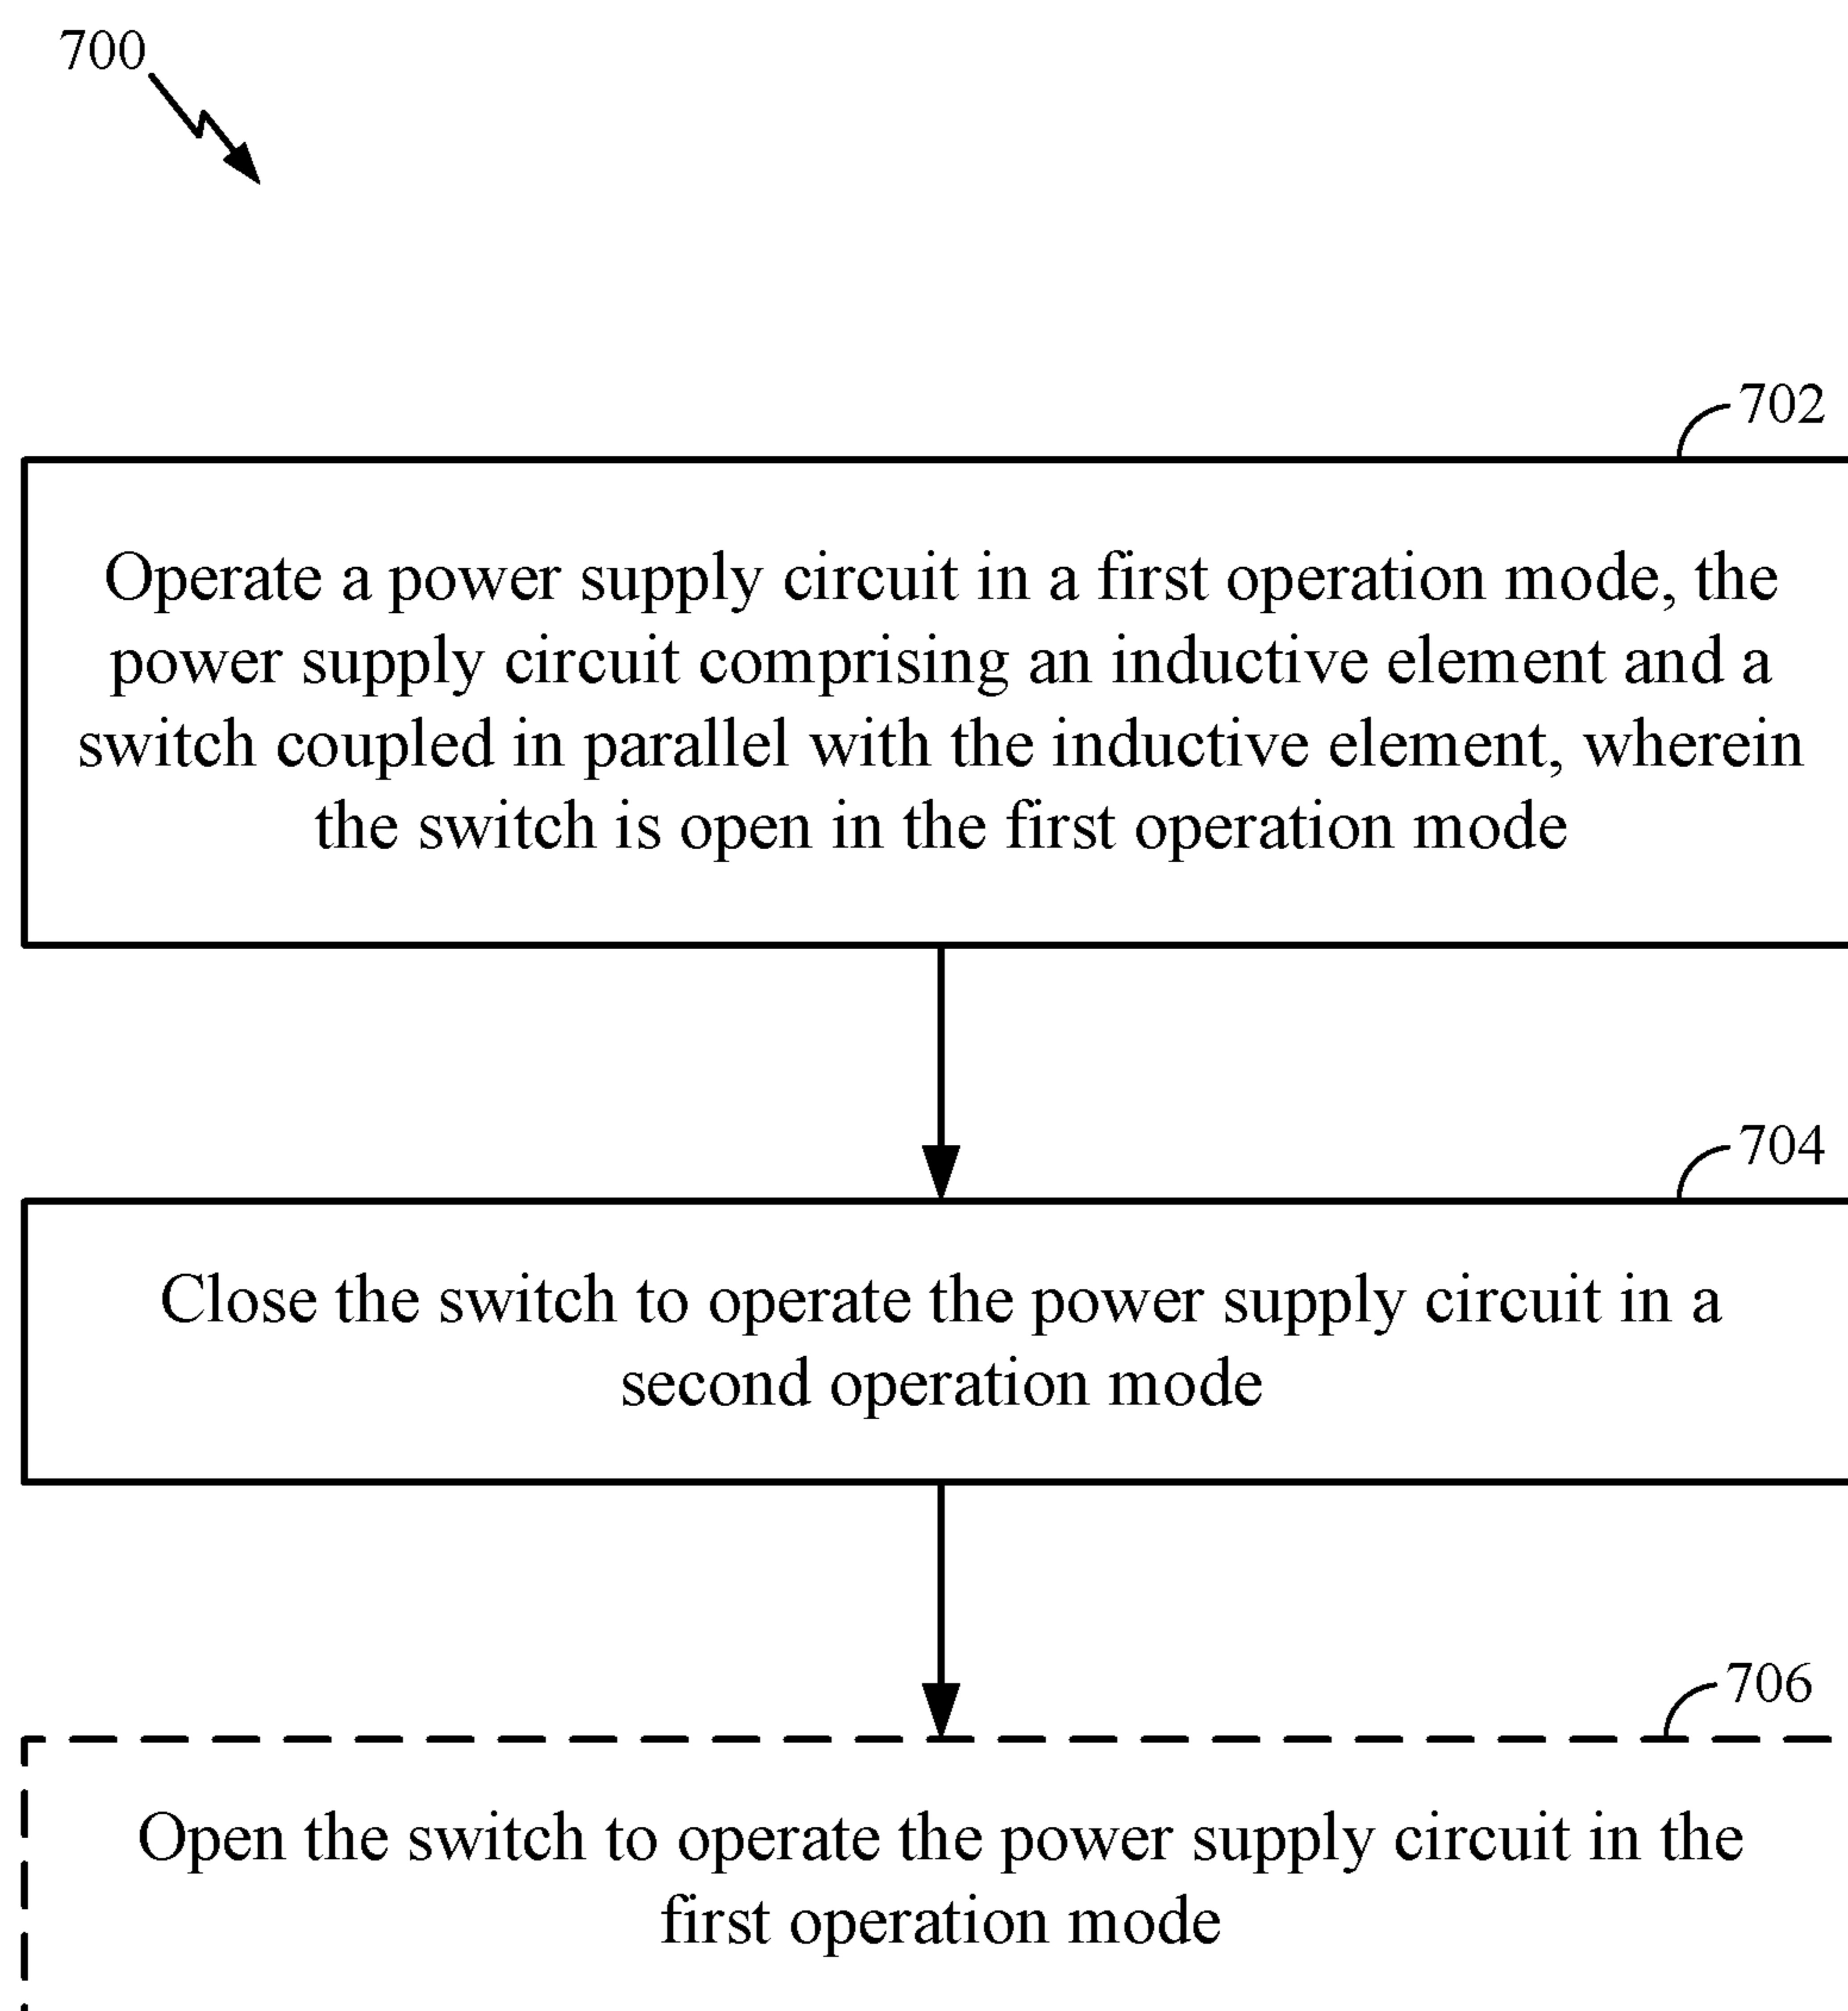 700
702
Operate a power supply circuit in a first operation mode, the
power supply circuit comprising an inductive element and a
switch coupled in parallel with the inductive element, wherein
the switch is open in the first operation mode
704
Close the switch to operate the power supply circuit in a
second operation mode
706
Open the switch to operate the power supply circuit in the
first operation mode